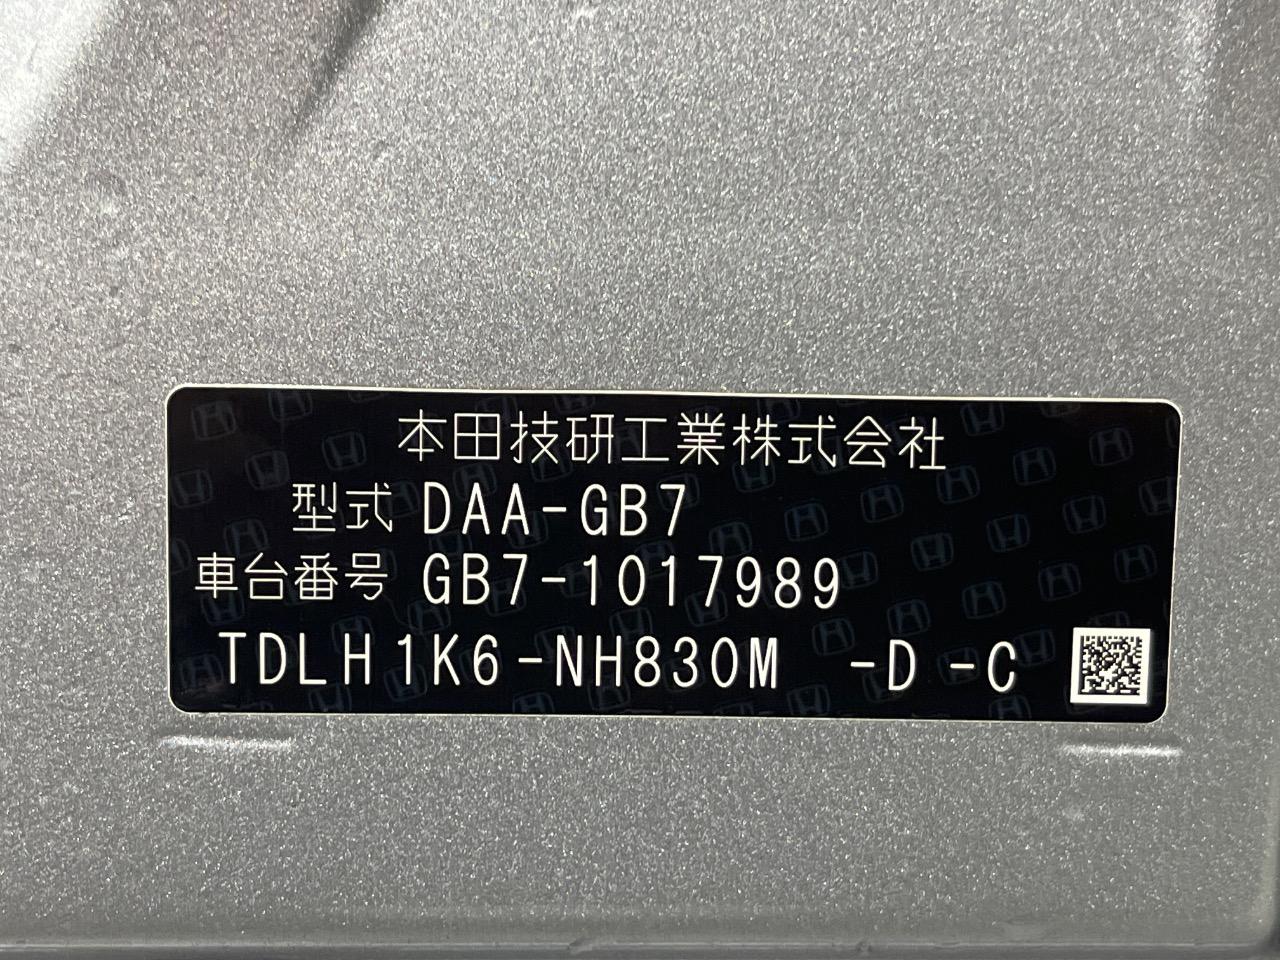 本田技研工業株式会社
型式 DAA-GB7
車台番号 GB7-1017989
TDLH1K6-NH830M -D -C